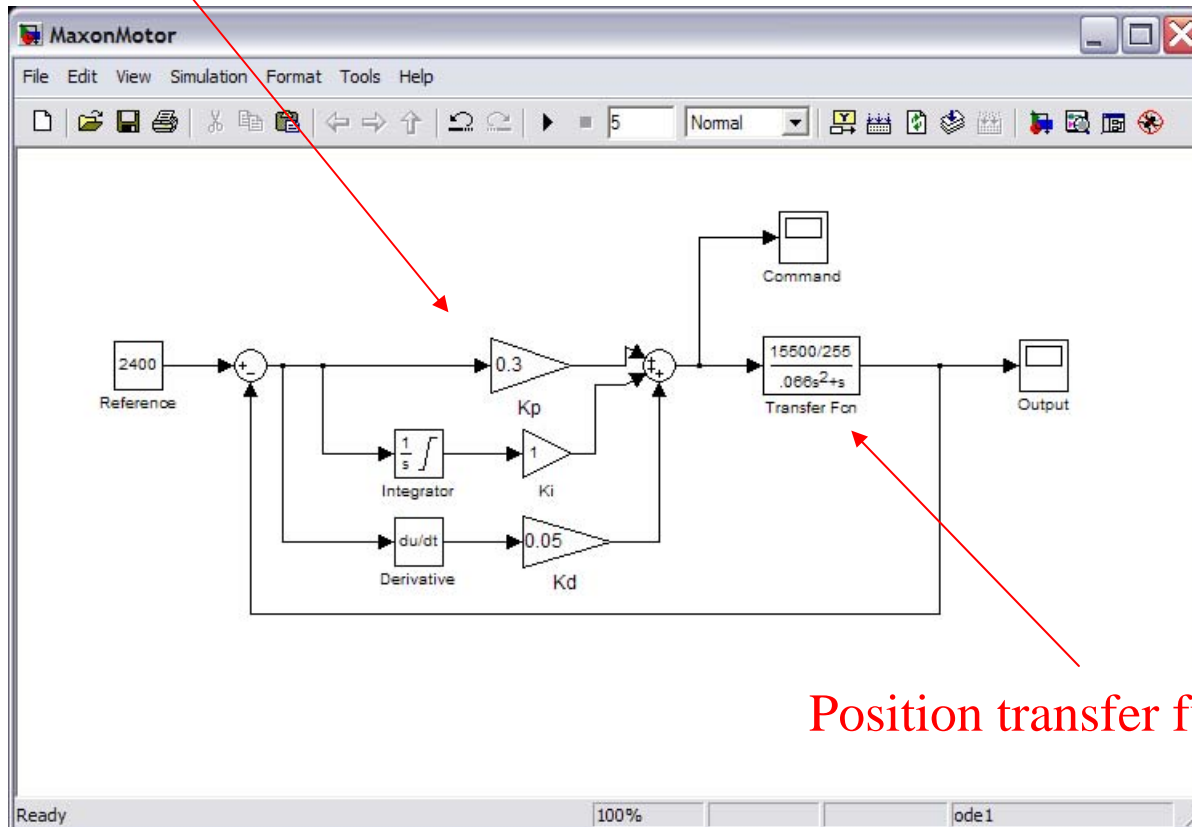 MaxonMotor
File Edit View Simulation Format Tools Help
5 Normal
Command
2400
Reference
0.3
Kp
15500/255
.066s²+s
Transfer Fcn
Output
1
s
Integrator
1
Ki
du/dt
Derivative
0.05
Kd
Position transfer f
Ready 100% ode1